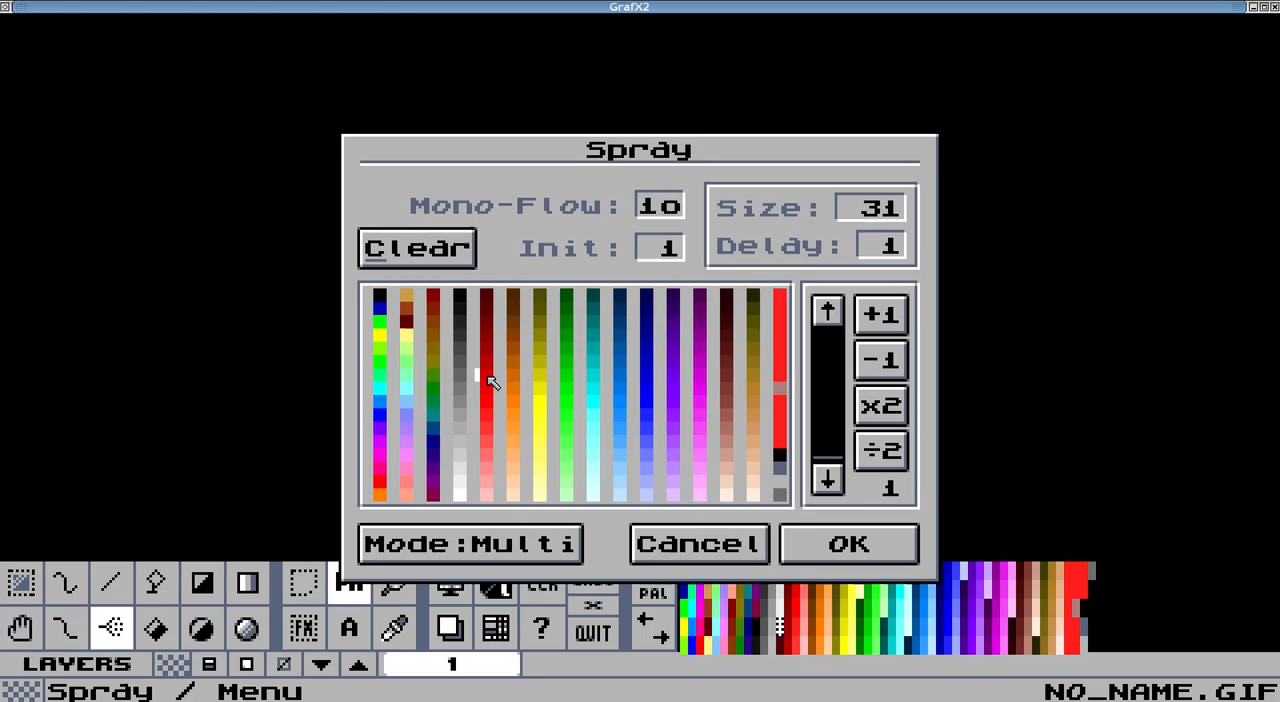 GrafX2
Spray
Mono-Flow: 10
Size: 31
Clear
Init: 1
Delay: 1
+1
-1
x2
÷2
1
Mode:Multi
Cancel
OK
PAL
A
?
QUIT
LAYERS
1
Spray / Menu
NO_NAME.GIF